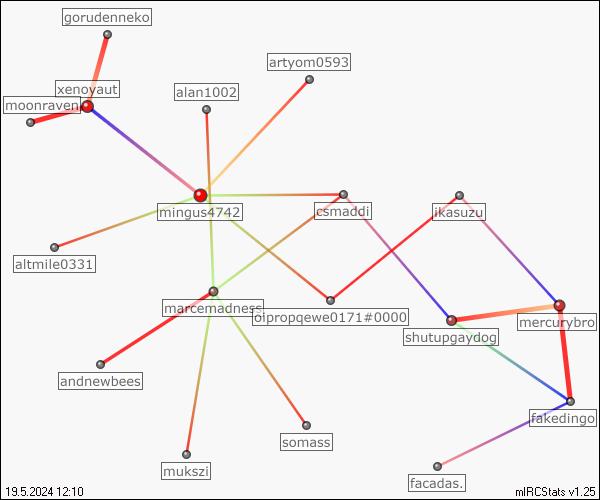 gorudenneko
artyom0593
xenoyaut
alan1002
moonraven
mingus4742
csmaddi
ikasuzu
altmile0331
marcemadness
oipropqewe0171#0000
mercurybro
shutupgaydog
andnewbees
fakedingo
somass
mukszi
facadas.
19.5.2024 12:10
mIRCStats v1.25